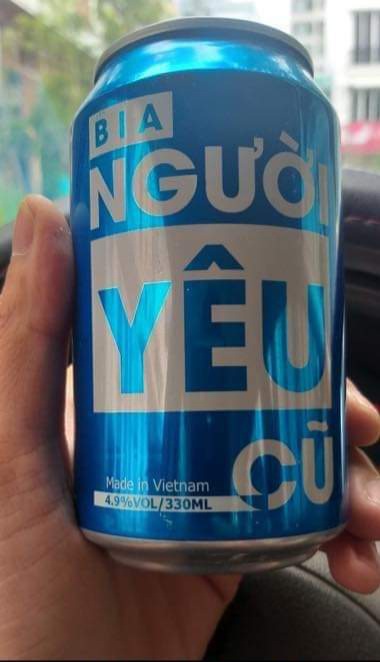 BIA
NGƯỜI
YÊU
CŨ
Made in Vietnam
4.9%VOL/330ML